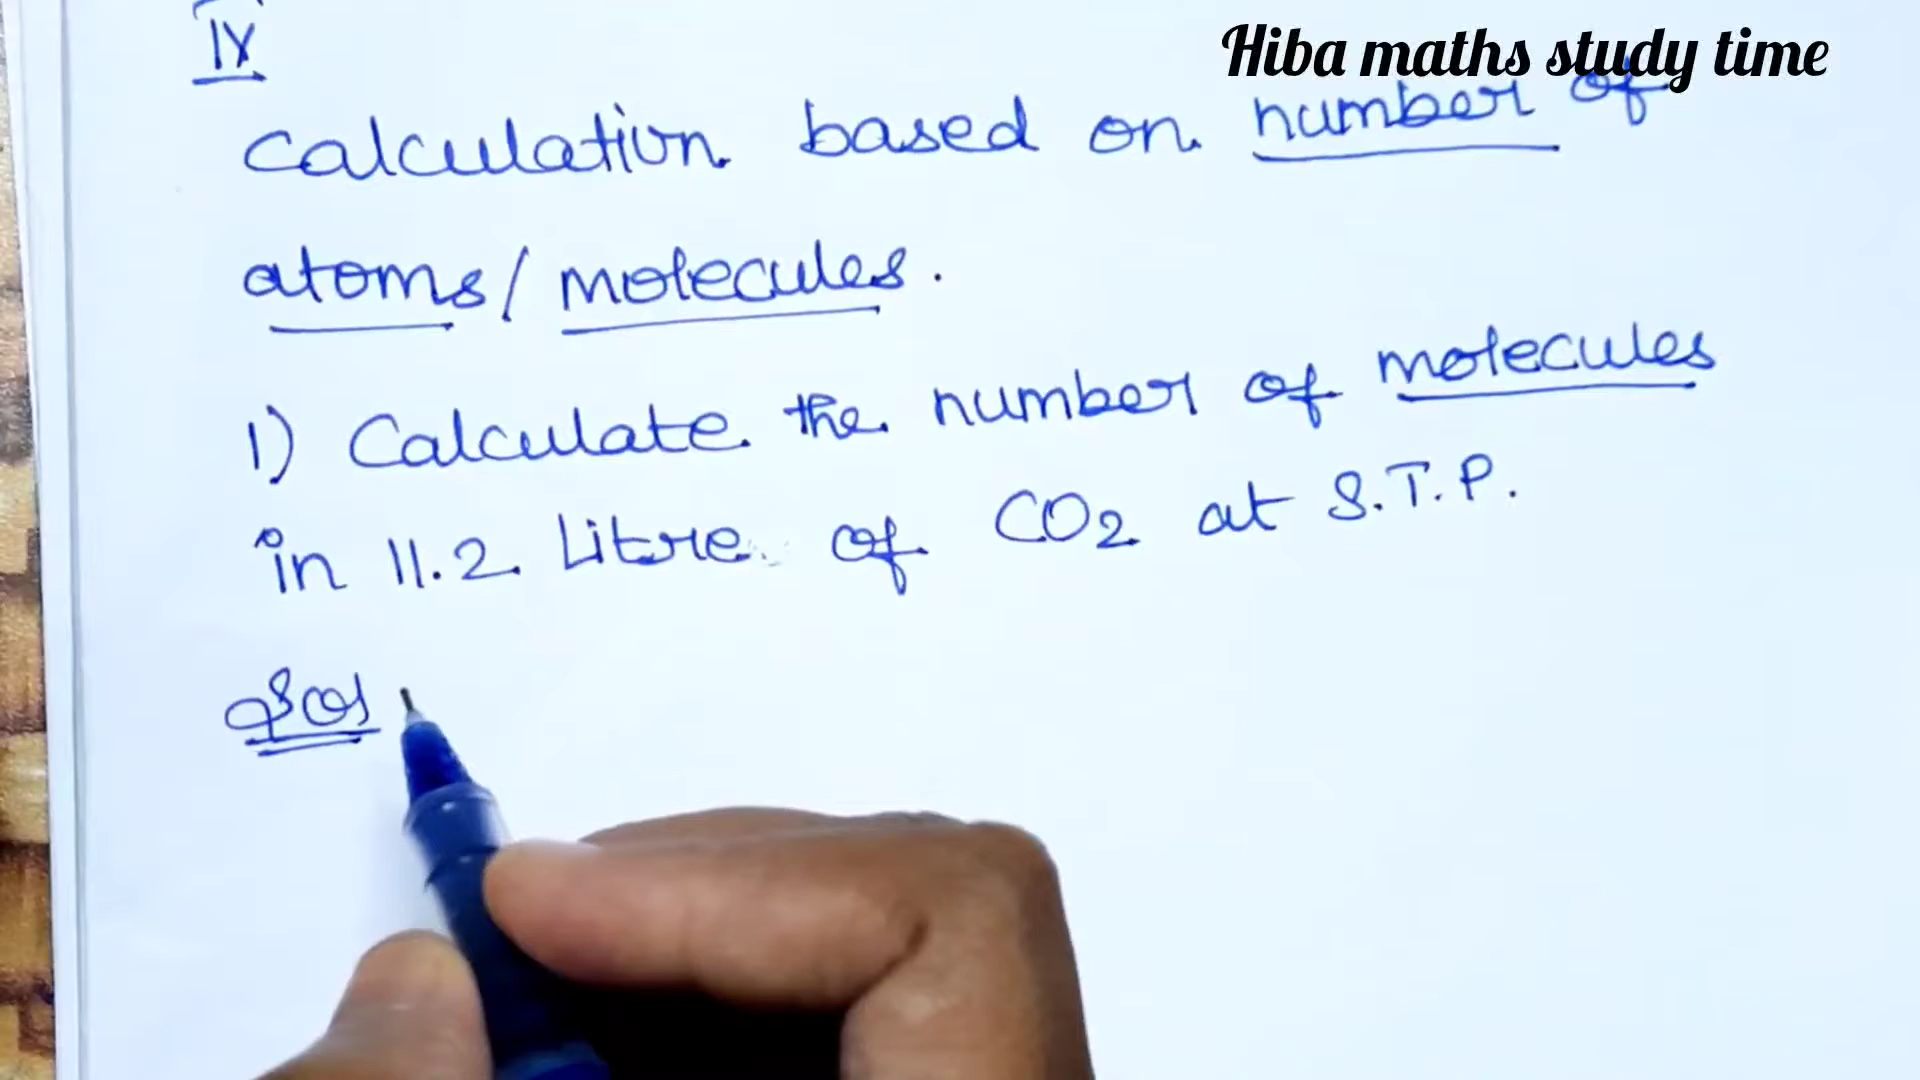 IX
Hiba maths study time
Calculation based on number of
atoms / molecules.
1) Calculate the number of molecules
in 11.2 Litre of CO2 at S.T.P.
Sol